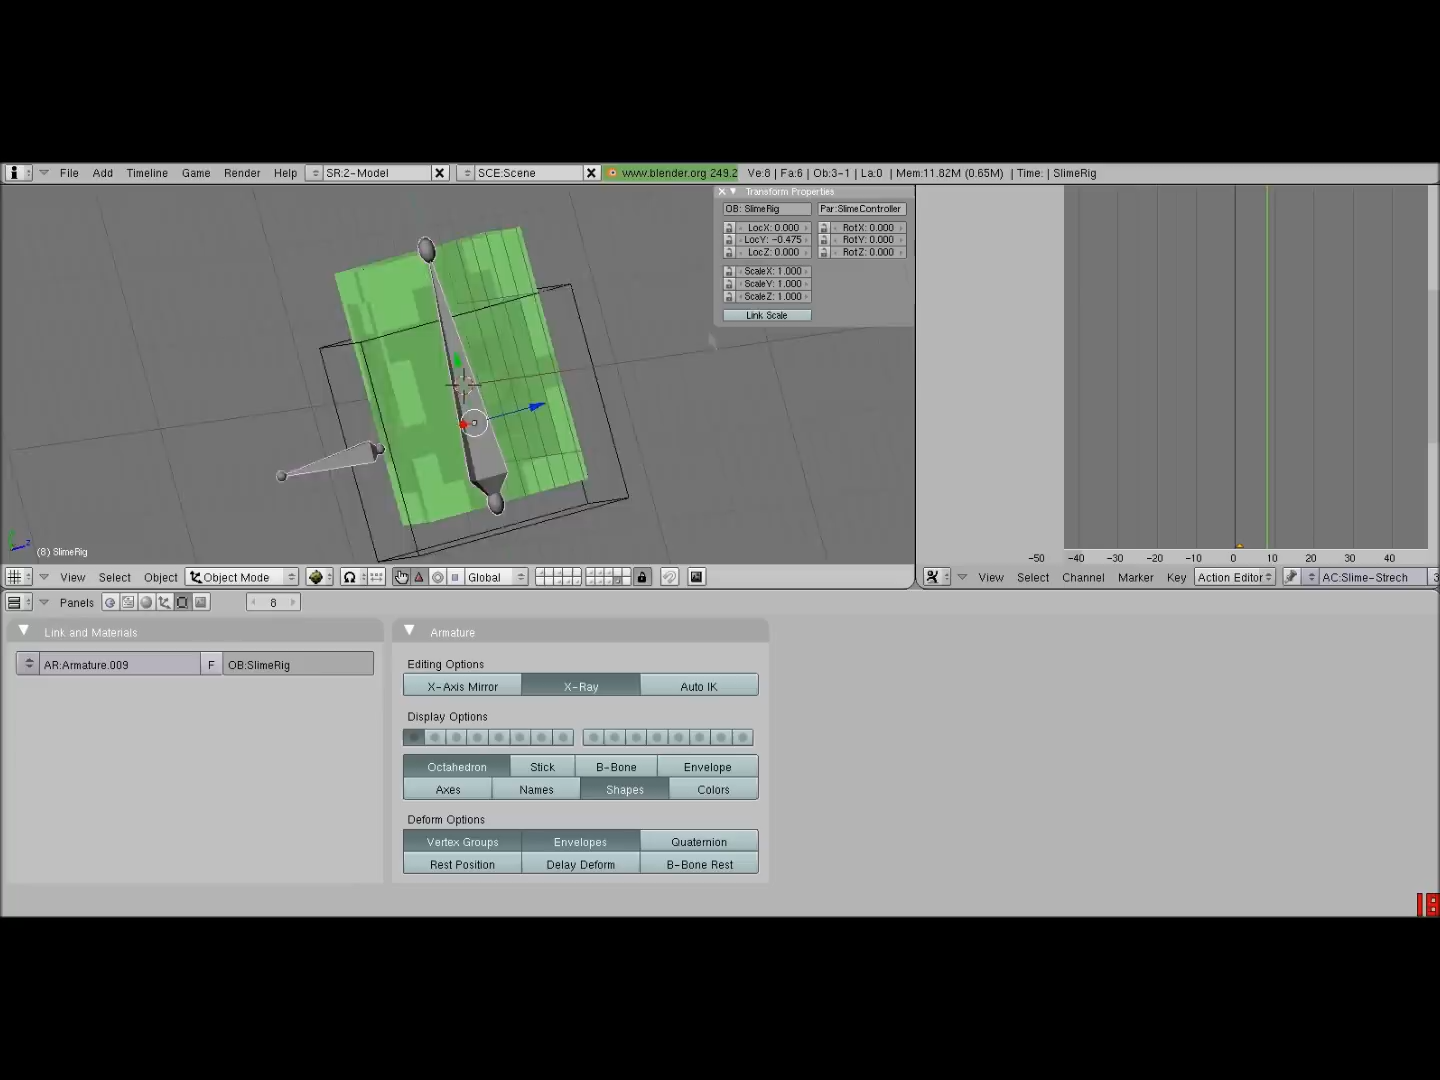 File Add Timeline Game Render Help SR:2-Model SCE:Scene www.blender.org 249.2 Ve:8 | Fa:6 | Ob:3-1 | La:0 | Mem:11.82M (0.65M) | Time: | SlimeRig
Transform Properties
OB: SlimeRig Par:SlimeController
LocX: 0.000 RotX: 0.000
LocY: -0.475 RotY: 0.000
LocZ: 0.000 RotZ: 0.000
ScaleX: 1.000
ScaleY: 1.000
ScaleZ: 1.000
Link Scale
(8) SlimeRig
-50 -40 -30 -20 -10 0 10 20 30 40
View Select Object Object Mode Global
View Select Channel Marker Key Action Editor AC:Slime-Strech 3
Panels 8
Link and Materials
AR:Armature.009 F OB:SlimeRig
Armature
Editing Options
X-Axis Mirror X-Ray Auto IK
Display Options
Octahedron Stick B-Bone Envelope
Axes Names Shapes Colors
Deform Options
Vertex Groups Envelopes Quaternion
Rest Position Delay Deform B-Bone Rest
18